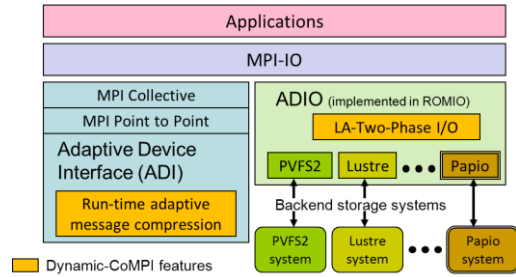 Applications
MPI-IO
MPI Collective
MPI Point to Point
Adaptive Device
Interface (ADI)
Run-time adaptive
message compression
ADIO (implemented in ROMIO)
LA-Two-Phase I/O
PVFS2
Lustre
Papio
Backend storage systems
PVFS2
system
Lustre
system
Papio
system
Dynamic-CoMPI features